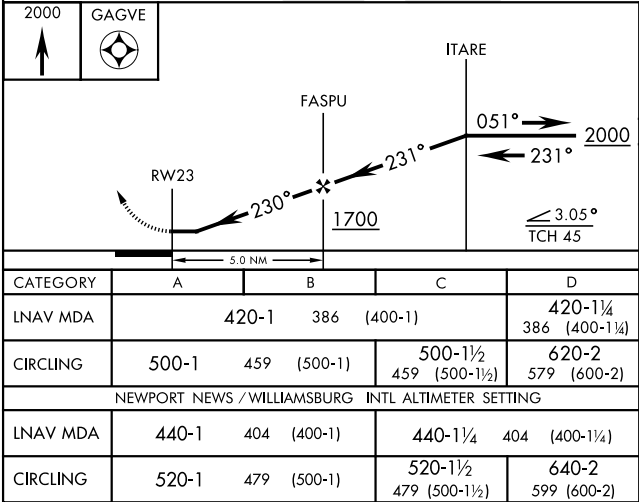 2000 GAGVE
ITARE
FASPU
051° 2000
231° 231°
RW23
230°
1700 3.05°
TCH 45
5.0 NM
CATEGORY A B C D
LNAV MDA 420-1 386 (400-1) 420-1¼
386 (400-1¼)
CIRCLING 500-1 459 (500-1) 500-1½ 620-2
459 (500-1½) 579 (600-2)
NEWPORT NEWS / WILLIAMSBURG INTL ALTIMETER SETTING
LNAV MDA 440-1 404 (400-1) 440-1¼ 404 (400-1¼)
CIRCLING 520-1 479 (500-1) 520-1½ 640-2
479 (500-1½) 599 (600-2)